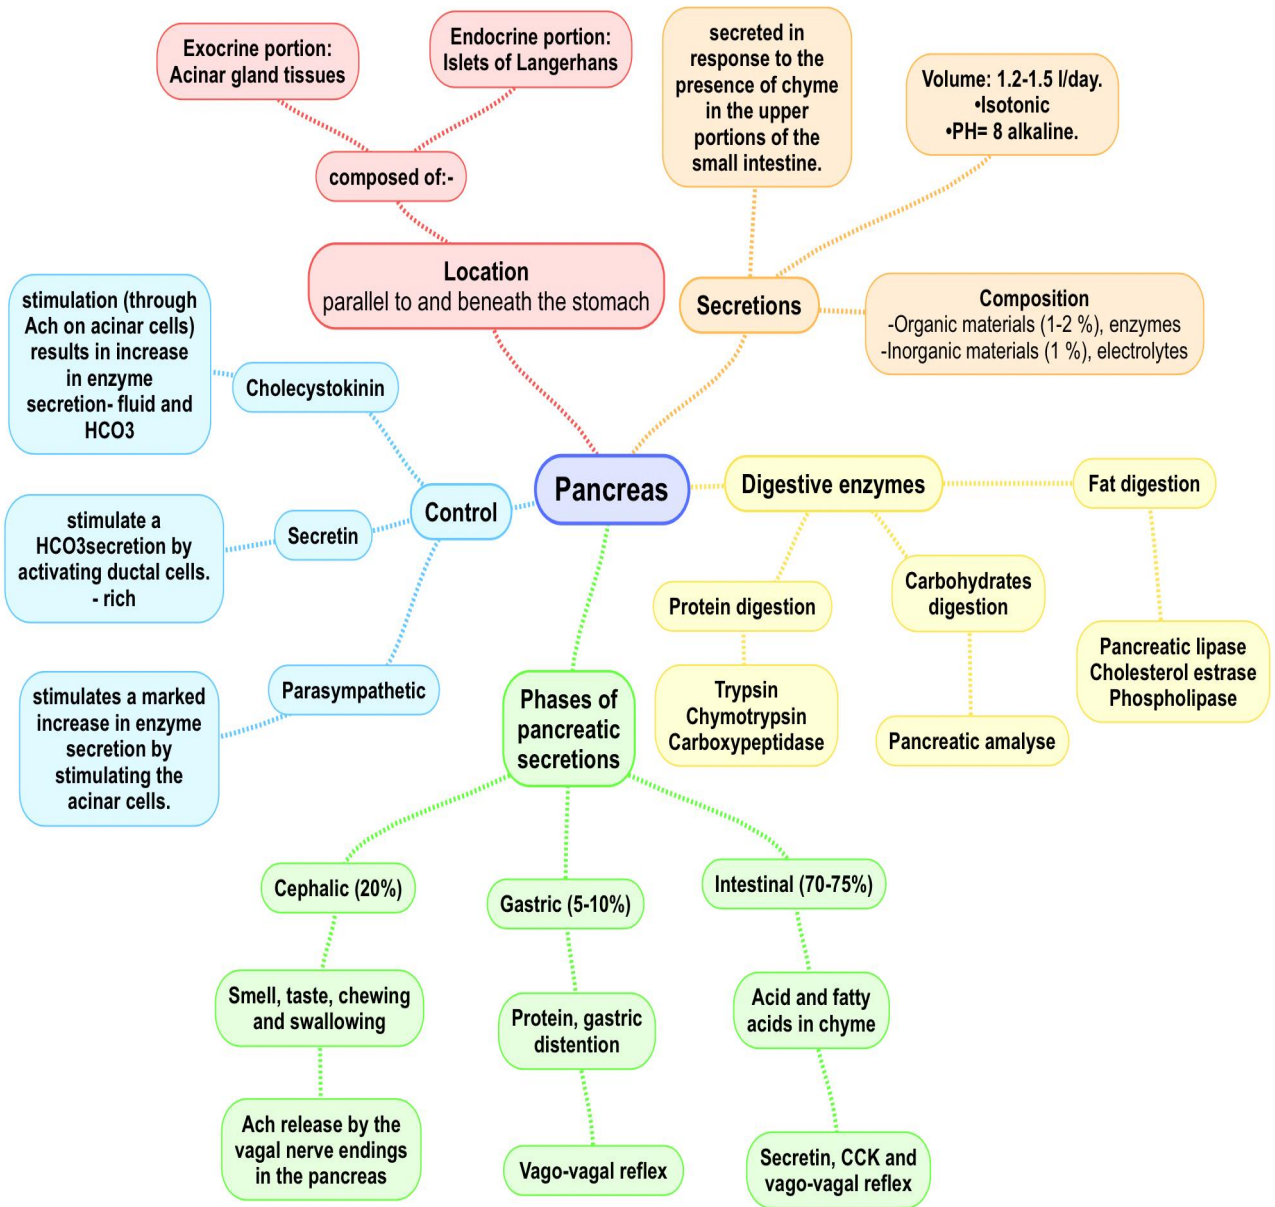 Exocrine portion:
Acinar gland tissues
Endocrine portion:
Islets of Langerhans
composed of:-
Location
parallel to and beneath the stomach
secreted in
response to the
presence of chyme
in the upper
portions of the
small intestine.
Volume: 1.2-1.5 l/day.
•Isotonic
•PH= 8 alkaline.
Secretions
Composition
-Organic materials (1-2 %), enzymes
-Inorganic materials (1 %), electrolytes
stimulation (through
Ach on acinar cells)
results in increase
in enzyme
secretion- fluid and
HCO3
Cholecystokinin
stimulate a
HCO3secretion by
activating ductal cells.
- rich
Secretin
Control
stimulates a marked
increase in enzyme
secretion by
stimulating the
acinar cells.
Parasympathetic
Pancreas
Digestive enzymes
Fat digestion
Pancreatic lipase
Cholesterol estrase
Phospholipase
Carbohydrates
digestion
Pancreatic amalyse
Protein digestion
Trypsin
Chymotrypsin
Carboxypeptidase
Phases of
pancreatic
secretions
Cephalic (20%)
Smell, taste, chewing
and swallowing
Ach release by the
vagal nerve endings
in the pancreas
Gastric (5-10%)
Protein, gastric
distention
Vago-vagal reflex
Intestinal (70-75%)
Acid and fatty
acids in chyme
Secretin, CCK and
vago-vagal reflex